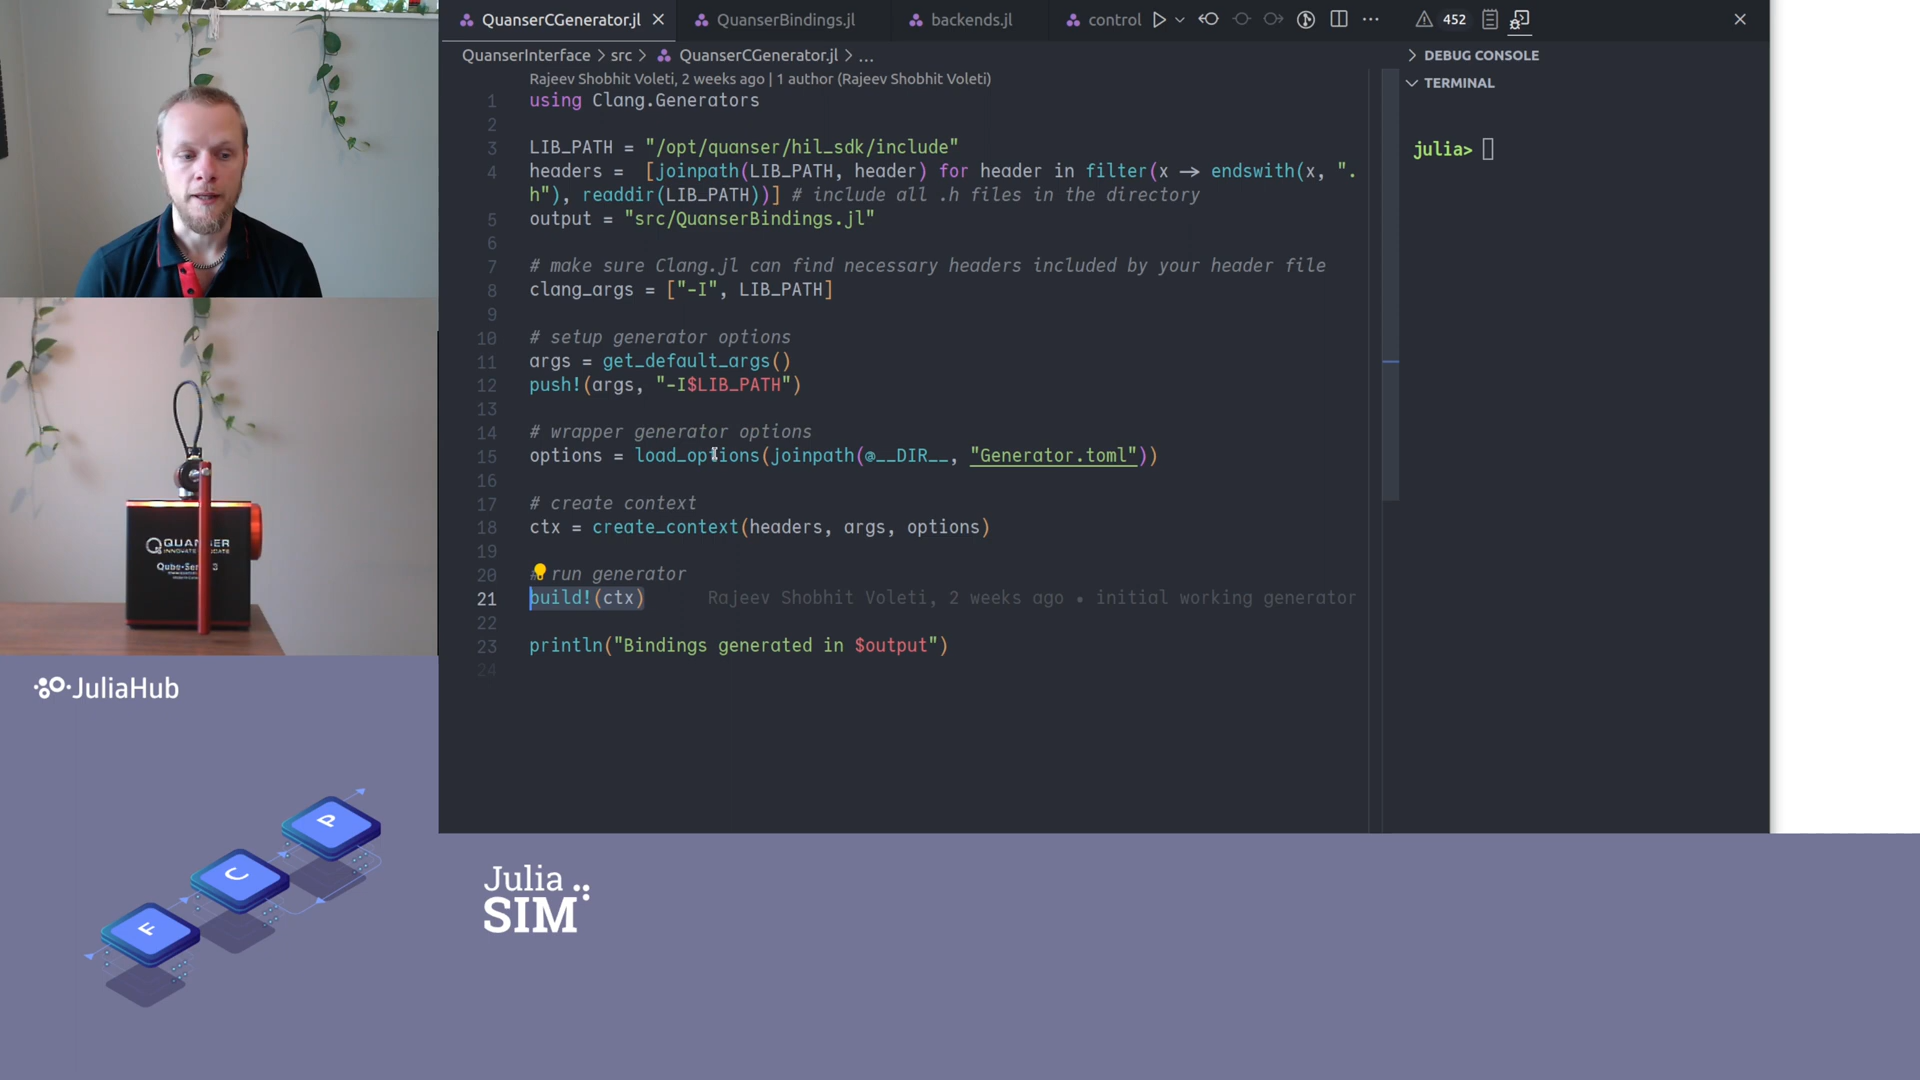 QuanserCGenerator.jl
QuanserBindings.jl
backends.jl
control
452
QuanserInterface > src > QuanserCGenerator.jl > ...
DEBUG CONSOLE
TERMINAL
julia>
Rajeev Shobhit Voleti, 2 weeks ago | 1 author (Rajeev Shobhit Voleti)
1 using Clang.Generators
2
3 LIB_PATH = "/opt/quanser/hil_sdk/include"
4 headers = [joinpath(LIB_PATH, header) for header in filter(x -> endswith(x, ".
h"), readdir(LIB_PATH))] # include all .h files in the directory
5 output = "src/QuanserBindings.jl"
6
7 # make sure Clang.jl can find necessary headers included by your header file
8 clang_args = ["-I", LIB_PATH]
9
10 # setup generator options
11 args = get_default_args()
12 push!(args, "-I$LIB_PATH")
13
14 # wrapper generator options
15 options = load_options(joinpath(@__DIR__, "Generator.toml"))
16
17 # create context
18 ctx = create_context(headers, args, options)
19
20 # run generator
21 build!(ctx) Rajeev Shobhit Voleti, 2 weeks ago • initial working generator
22
23 println("Bindings generated in $output")
24
QUANSER
JuliaHub
P
C
F
Julia
SIM